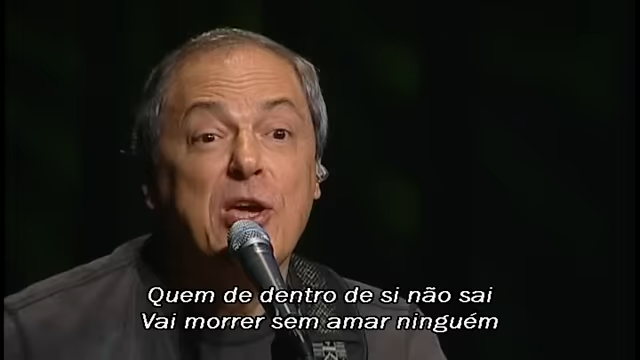 Quem de dentro de si não sai
Vai morrer sem amar ninguém